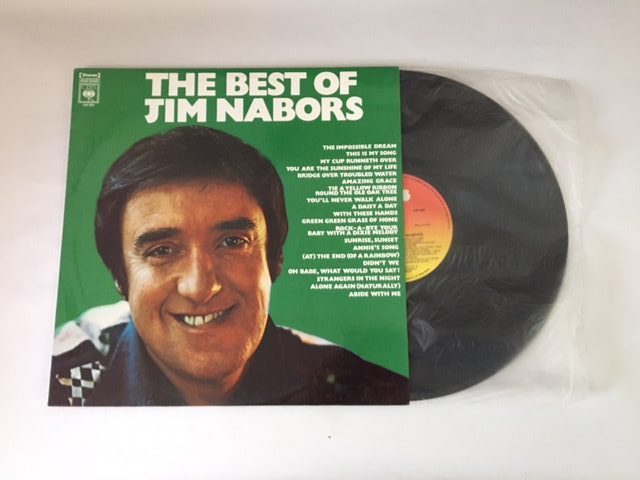 Stereo
CBS
THE BEST OF
JIM NABORS
THE IMPOSSIBLE DREAM
THIS IS MY SONG
MY CUP RUNNETH OVER
YOU ARE THE SUNSHINE OF MY LIFE
BRIDGE OVER TROUBLED WATER
AMAZING GRACE
TIE A YELLOW RIBBON
ROUND THE OLE OAK TREE
YOU'LL NEVER WALK ALONE
A DAISY A DAY
WITH THESE HANDS
GREEN GREEN GRASS OF HOME
ROCK-A-BYE YOUR
BABY WITH A DIXIE MELODY
SUNRISE, SUNSET
ANNIE'S SONG
(AT) THE END (OF A RAINBOW)
DIDN'T WE
OH BABE, WHAT WOULD YOU SAY!
STRANGERS IN THE NIGHT
ALONE AGAIN (NATURALLY)
ABIDE WITH ME
NABORS